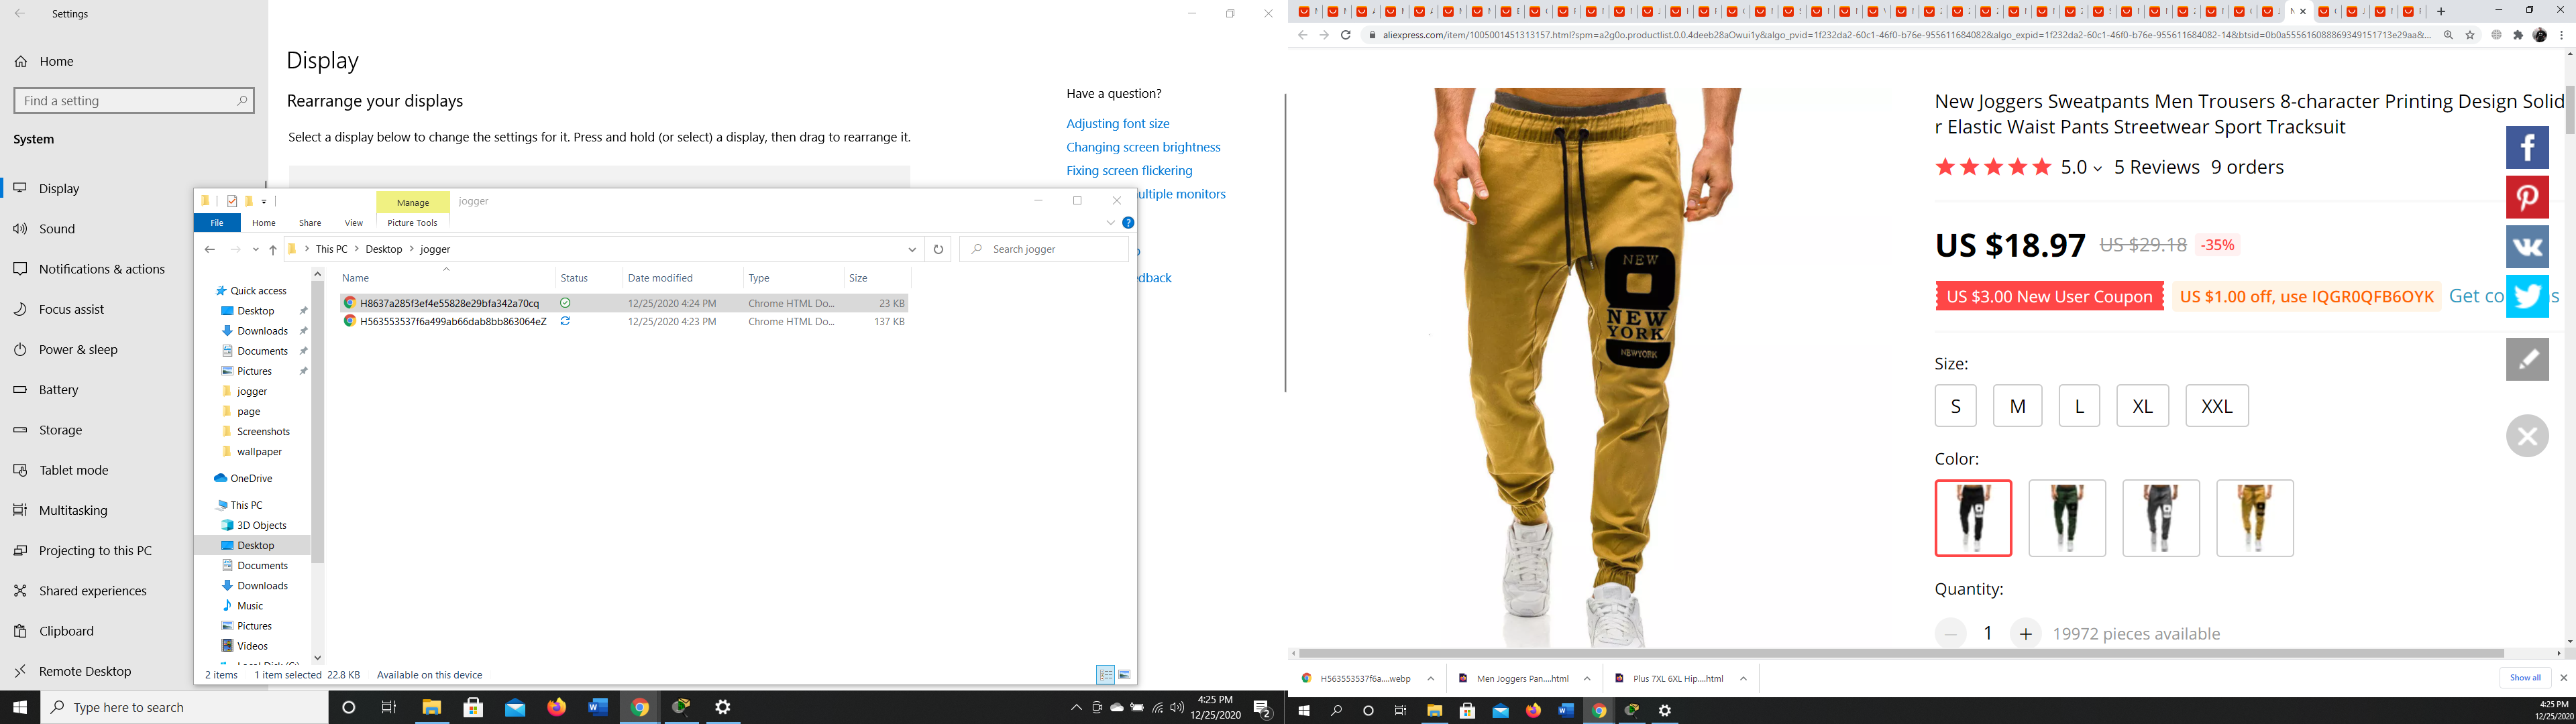 Settings
Home
Find a setting
System
Display
Sound
Notifications & actions
Focus assist
Power & sleep
Battery
Storage
Tablet mode
Multitasking
Projecting to this PC
Shared experiences
Clipboard
Remote Desktop
Display
Rearrange your displays
Select a display below to change the settings for it. Press and hold (or select) a display, then drag to rearrange it.
Have a question?
Adjusting font size
Changing screen brightness
Fixing screen flickering
ultiple monitors
Manage
jogger
File
Home
Share
View
Picture Tools
This PC
Desktop
jogger
Search jogger
Name
Status
Date modified
Type
Size
H8637a285f3ef4e55828e29bfa342a70cq 12/25/2020 4:24 PM Chrome HTML Do... 23 KB
H563553537f6a499ab66dab8bb863064eZ 12/25/2020 4:23 PM Chrome HTML Do... 137 KB
Quick access
Desktop
Downloads
Documents
Pictures
jogger
page
Screenshots
wallpaper
OneDrive
This PC
3D Objects
Desktop
Documents
Downloads
Music
Pictures
Videos
2 items
1 item selected 22.8 KB
Available on this device
Type here to search
4:25 PM
12/25/2020
2
aliexpress.com/item/1005001451313157.html?spm=a2g0o.productlist.0.0.4deeb28aOwui1y&algo_pvid=1f232da2-60c1-46f0-b76e-955611684082&algo_expid=1f232da2-60c1-46f0-b76e-955611684082-14&btsid=0b0a555616088869349151713e29aa&...
New Joggers Sweatpants Men Trousers 8-character Printing Design Solid
r Elastic Waist Pants Streetwear Sport Tracksuit
5.0
5 Reviews
9 orders
US $18.97
US $29.18
-35%
US $3.00 New User Coupon
US $1.00 off, use IQGR0QFB6OYK
Get co
s
Size:
S
M
L
XL
XXL
Color:
Quantity:
1
19972 pieces available
NEW
NEW
YORK
NEWYORK
H563553537f6a....webp
Men Joggers Pan....html
Plus 7XL 6XL Hip....html
Show all
4:25 PM
12/25/2020